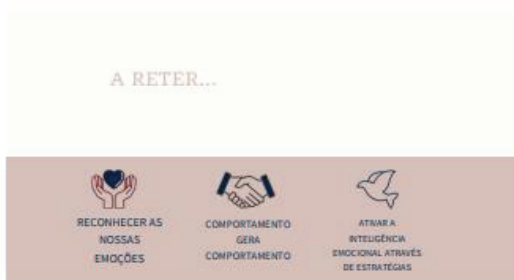 A RETER...
RECONHECER AS
NOSSAS
EMOÇÕES
COMPORTAMENTO
GERA
COMPORTAMENTO
ATIVAR A
INTELIGÊNCIA
EMOCIONAL ATRAVÉS
DE ESTRATÉGIAS